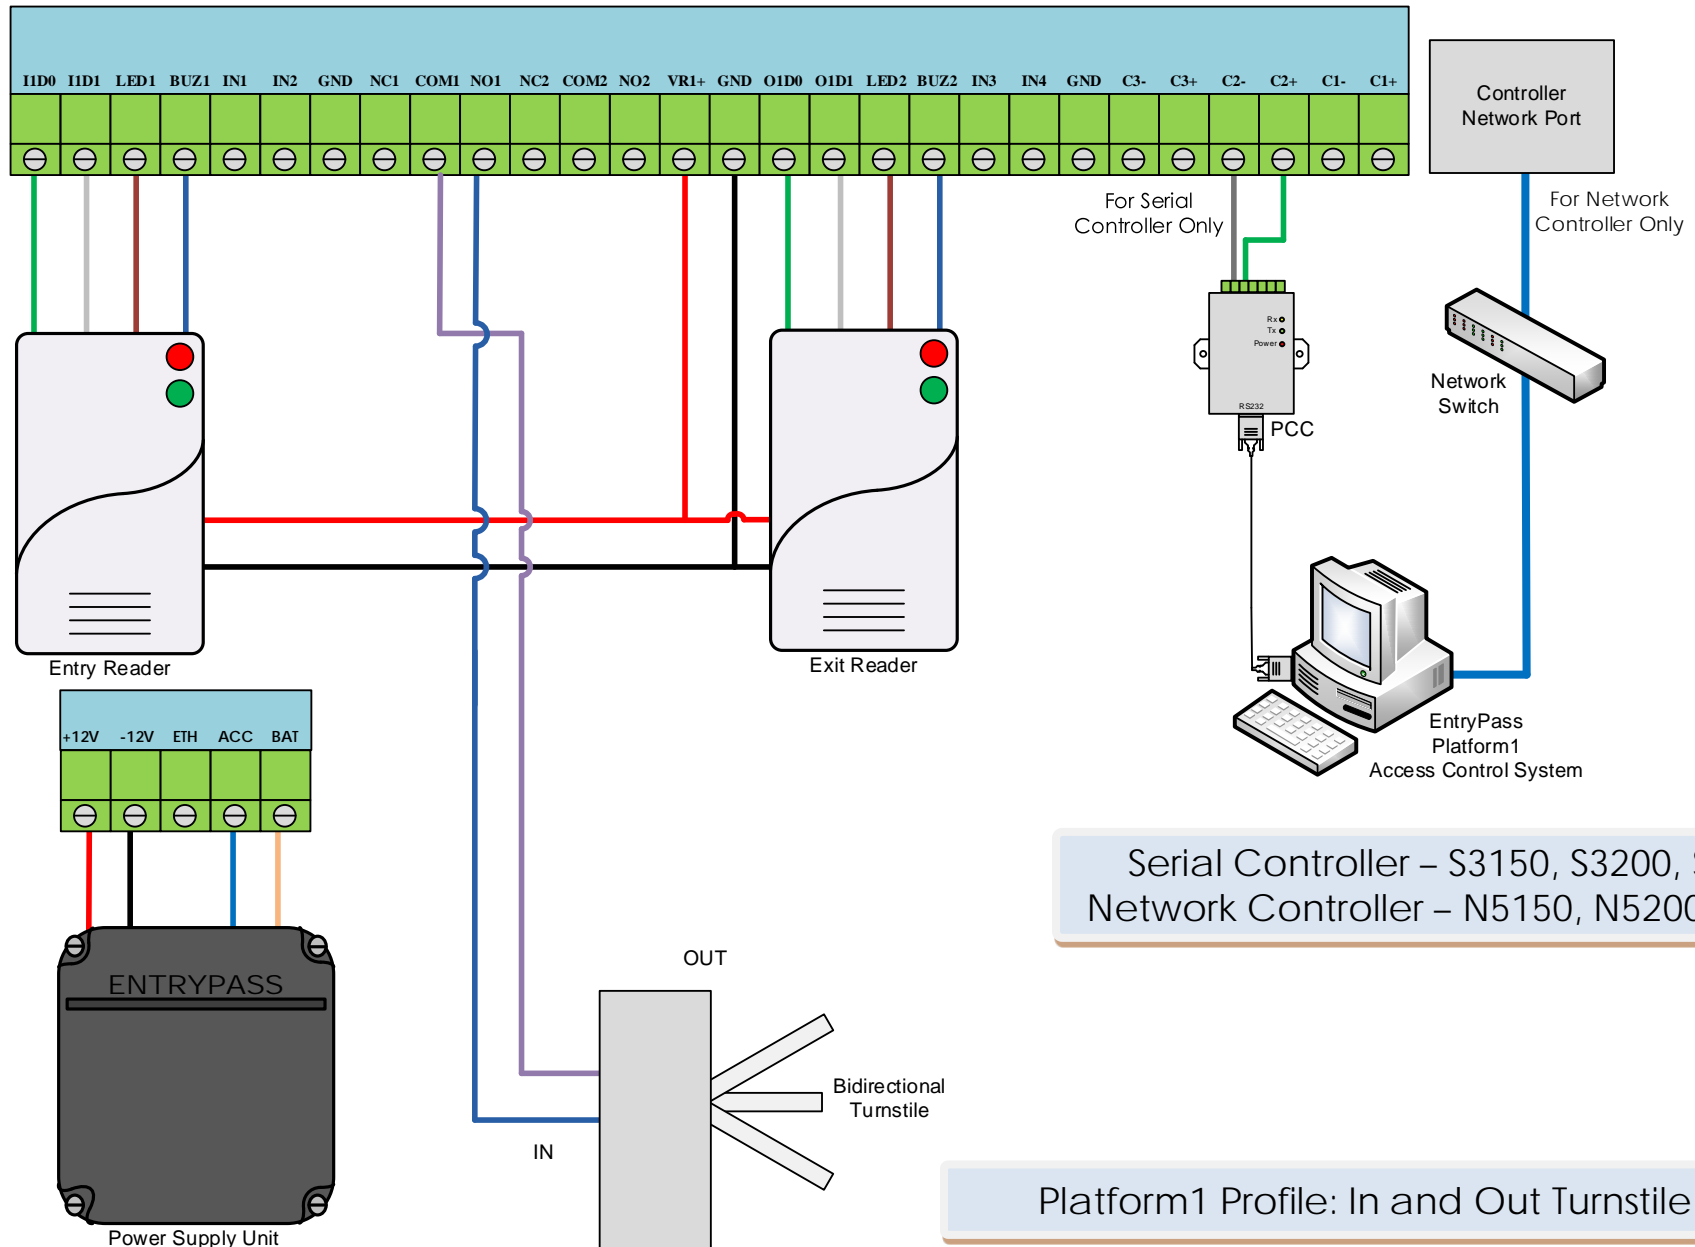 I1D0 I1D1 LED1 BUZ1 IN1 IN2 GND NC1 COM1 NO1 NC2 COM2 NO2 VR1+ GND O1D0 O1D1 LED2 BUZ2 IN3 IN4 GND C3- C3+ C2- C2+ C1- C1+
Controller
Network Port
For Serial
Controller Only
For Network
Controller Only
Rx
Tx
Power
RS232
PCC
Network
Switch
Entry Reader
Exit Reader
+12V -12V ETH ACC BAT
EntryPass
Platform1
Access Control System
Serial Controller – S3150, S3200,
Network Controller – N5150, N5200
ENTRYPASS
OUT
Bidirectional
Turnstile
IN
Platform1 Profile: In and Out Turnstile
Power Supply Unit